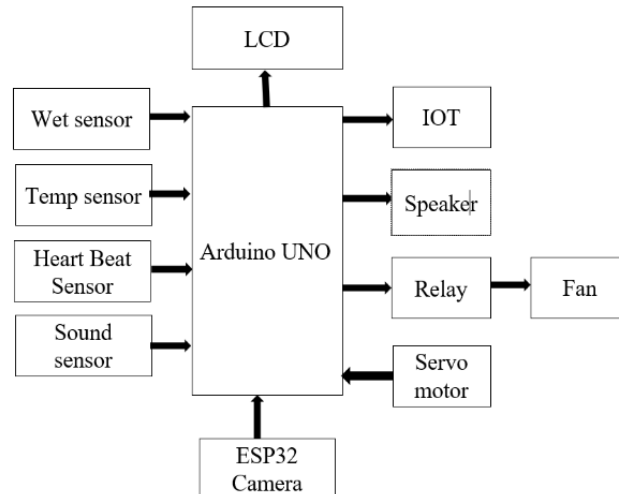 LCD
Wet sensor
IOT
Temp sensor
Speaker
Arduino UNO
Heart Beat
Sensor
Relay
Fan
Sound
sensor
Servo
motor
ESP32
Camera